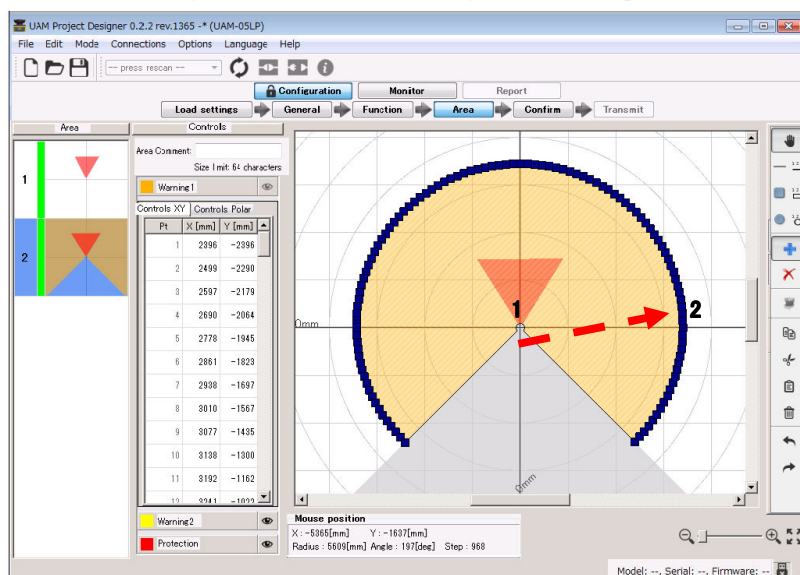 UAM Project Designer 0.2.2 rev.1365 -* (UAM-05LP)
File Edit Mode Connections Options Language Help
-- press rescan --
Configuration Monitor Report
Load settings General Function Area Confirm Transmit
Area Controls
Area Comment:
Size limit: 64 characters
Warning1
Controls XY Controls Polar
Pt X [mm] Y [mm]
1 2396 -2396
2 2499 -2290
3 2597 -2179
4 2690 -2064
5 2778 -1945
6 2861 -1823
7 2938 -1697
8 3010 -1567
9 3077 -1435
10 3138 -1300
11 3192 -1162
12 3241 -1022
Warning2
Protection
1
2
0mm
1
2
0mm
Mouse position
X : -5365[mm] Y : -1637[mm]
Radius : 5609[mm] Angle : 197[deg] Step : 968
Model: --, Serial: --, Firmware: --